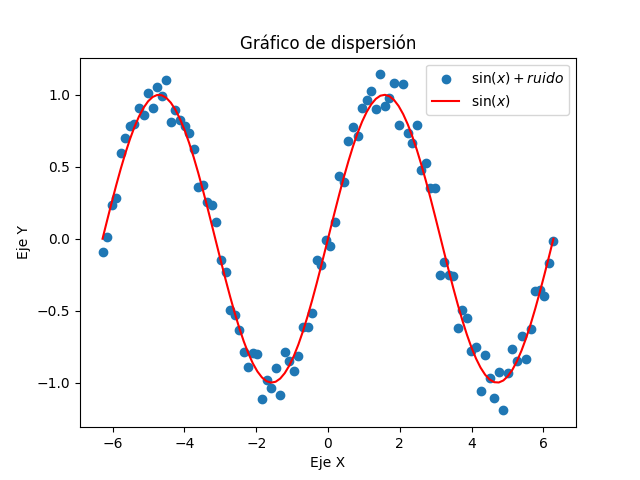 Gráfico de dispersión
sin(x) + ruido
sin(x)
1.0
0.5
0.0
−0.5
−1.0
Eje Y
−6 −4 −2 0 2 4 6
Eje X